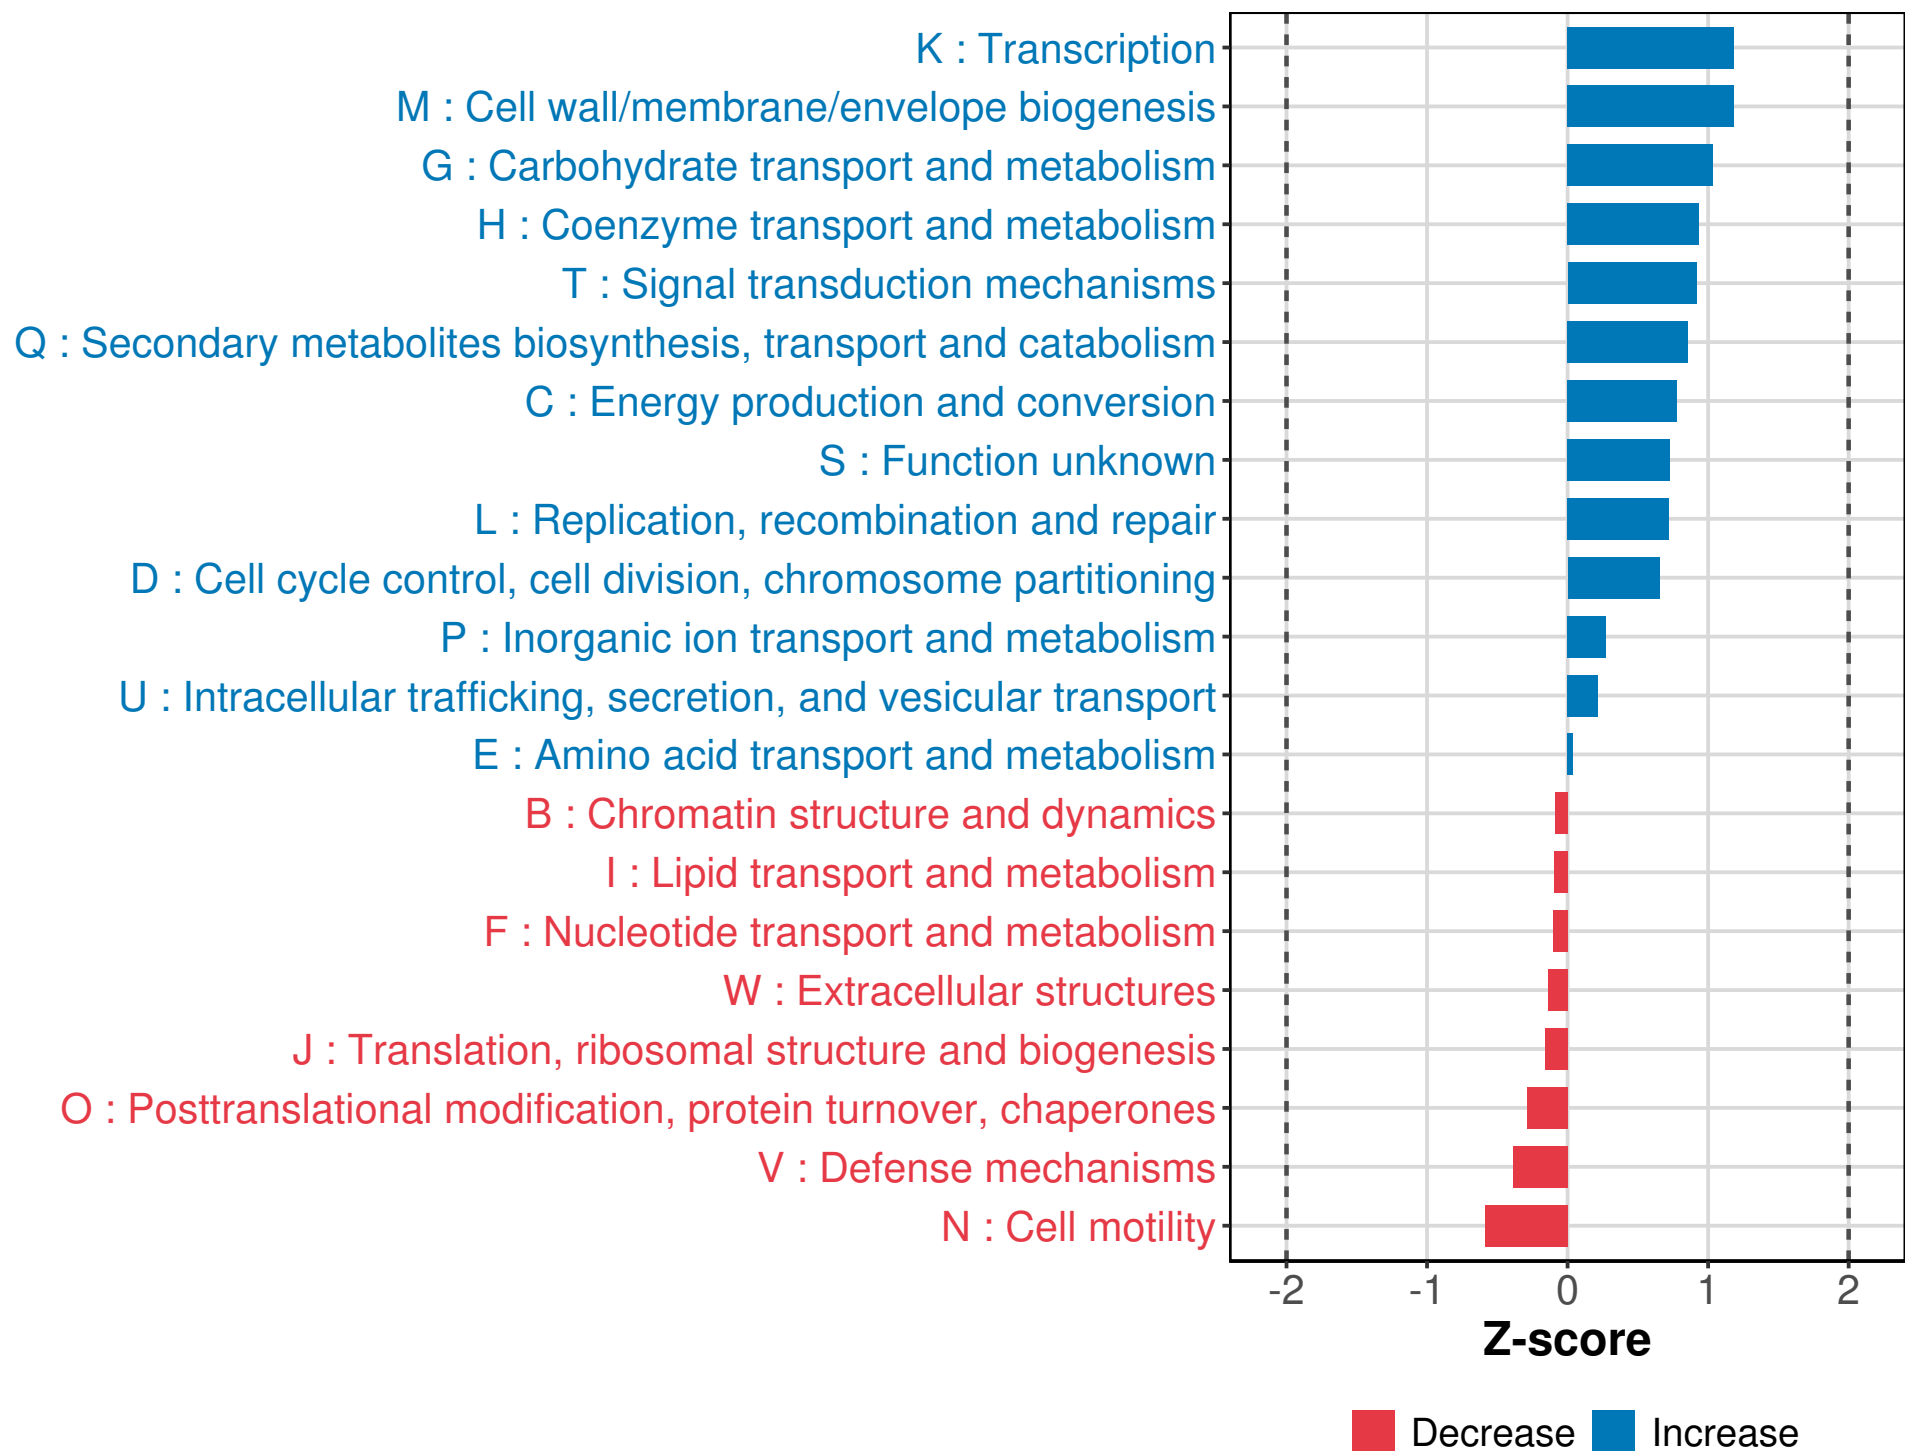 K : Transcription
M : Cell wall/membrane/envelope biogenesis
G : Carbohydrate transport and metabolism
H : Coenzyme transport and metabolism
T : Signal transduction mechanisms
Q : Secondary metabolites biosynthesis, transport and catabolism
C : Energy production and conversion
S : Function unknown
L : Replication, recombination and repair
D : Cell cycle control, cell division, chromosome partitioning
P : Inorganic ion transport and metabolism
U : Intracellular trafficking, secretion, and vesicular transport
E : Amino acid transport and metabolism
B : Chromatin structure and dynamics
I : Lipid transport and metabolism
F : Nucleotide transport and metabolism
W : Extracellular structures
J : Translation, ribosomal structure and biogenesis
O : Posttranslational modification, protein turnover, chaperones
V : Defense mechanisms
N : Cell motility
-2 -1 0 1 2
Z-score
Decrease Increase